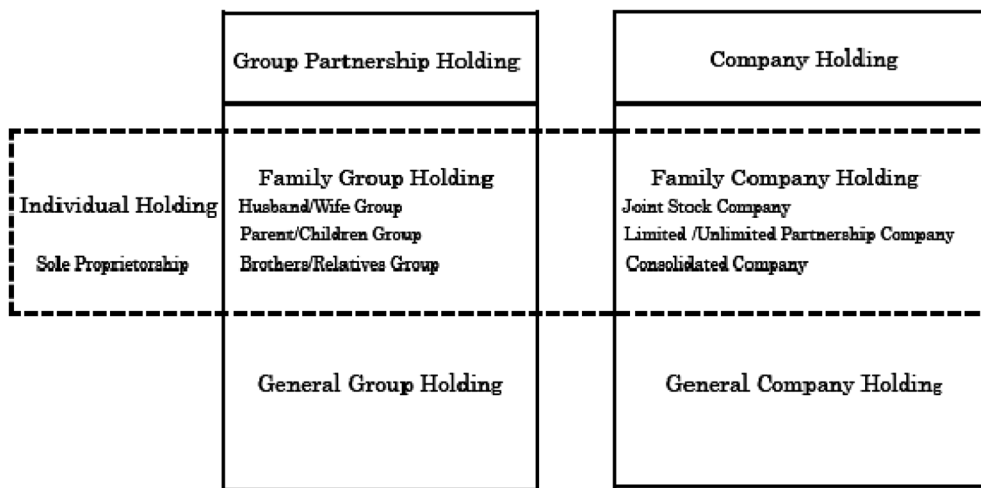 Group Partnership Holding
Company Holding
Individual Holding
Sole Proprietorship
Family Group Holding
Husband/Wife Group
Parent/Children Group
Brothers/Relatives Group
Family Company Holding
Joint Stock Company
Limited /Unlimited Partnership Company
Consolidated Company
General Group Holding
General Company Holding